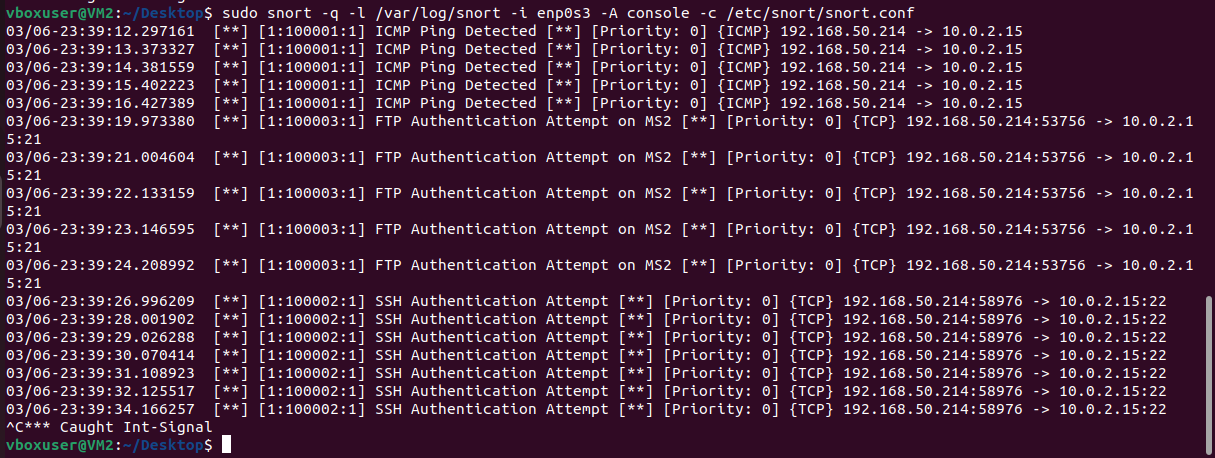 vboxuser@VM2:~/Desktop$ sudo snort -q -l /var/log/snort -i enp0s3 -A console -c /etc/snort/snort.conf
03/06-23:39:12.297161  [**] [1:100001:1] ICMP Ping Detected [**] [Priority: 0] {ICMP} 192.168.50.214 -> 10.0.2.15
03/06-23:39:13.373327  [**] [1:100001:1] ICMP Ping Detected [**] [Priority: 0] {ICMP} 192.168.50.214 -> 10.0.2.15
03/06-23:39:14.381559  [**] [1:100001:1] ICMP Ping Detected [**] [Priority: 0] {ICMP} 192.168.50.214 -> 10.0.2.15
03/06-23:39:15.402223  [**] [1:100001:1] ICMP Ping Detected [**] [Priority: 0] {ICMP} 192.168.50.214 -> 10.0.2.15
03/06-23:39:16.427389  [**] [1:100001:1] ICMP Ping Detected [**] [Priority: 0] {ICMP} 192.168.50.214 -> 10.0.2.15
03/06-23:39:19.973380  [**] [1:100003:1] FTP Authentication Attempt on MS2 [**] [Priority: 0] {TCP} 192.168.50.214:53756 -> 10.0.2.1
5:21
03/06-23:39:21.004604  [**] [1:100003:1] FTP Authentication Attempt on MS2 [**] [Priority: 0] {TCP} 192.168.50.214:53756 -> 10.0.2.1
5:21
03/06-23:39:22.133159  [**] [1:100003:1] FTP Authentication Attempt on MS2 [**] [Priority: 0] {TCP} 192.168.50.214:53756 -> 10.0.2.1
5:21
03/06-23:39:23.146595  [**] [1:100003:1] FTP Authentication Attempt on MS2 [**] [Priority: 0] {TCP} 192.168.50.214:53756 -> 10.0.2.1
5:21
03/06-23:39:24.208992  [**] [1:100003:1] FTP Authentication Attempt on MS2 [**] [Priority: 0] {TCP} 192.168.50.214:53756 -> 10.0.2.1
5:21
03/06-23:39:26.996209  [**] [1:100002:1] SSH Authentication Attempt [**] [Priority: 0] {TCP} 192.168.50.214:58976 -> 10.0.2.15:22
03/06-23:39:28.001902  [**] [1:100002:1] SSH Authentication Attempt [**] [Priority: 0] {TCP} 192.168.50.214:58976 -> 10.0.2.15:22
03/06-23:39:29.026288  [**] [1:100002:1] SSH Authentication Attempt [**] [Priority: 0] {TCP} 192.168.50.214:58976 -> 10.0.2.15:22
03/06-23:39:30.070414  [**] [1:100002:1] SSH Authentication Attempt [**] [Priority: 0] {TCP} 192.168.50.214:58976 -> 10.0.2.15:22
03/06-23:39:31.108923  [**] [1:100002:1] SSH Authentication Attempt [**] [Priority: 0] {TCP} 192.168.50.214:58976 -> 10.0.2.15:22
03/06-23:39:32.125517  [**] [1:100002:1] SSH Authentication Attempt [**] [Priority: 0] {TCP} 192.168.50.214:58976 -> 10.0.2.15:22
03/06-23:39:34.166257  [**] [1:100002:1] SSH Authentication Attempt [**] [Priority: 0] {TCP} 192.168.50.214:58976 -> 10.0.2.15:22
^C*** Caught Int-Signal
vboxuser@VM2:~/Desktop$